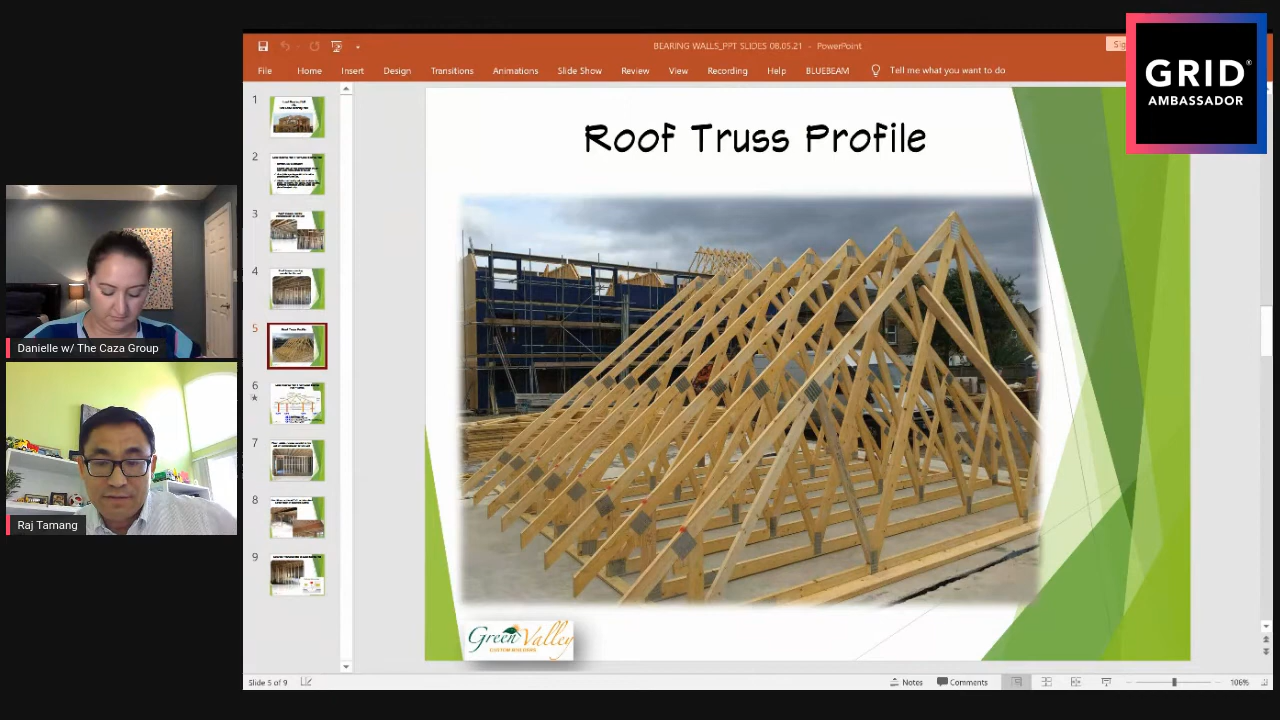 BEARING WALLS_PPT SLIDES 08.05.21 - PowerPoint
File Home Insert Design Transitions Animations Slide Show Review View Recording Help BLUEBEAM Tell me what you want to do
GRID®
AMBASSADOR
1
2
3
4
5
6
7
8
9
Roof Truss Profile
Green Valley
CUSTOM BUILDERS
Danielle w/ The Caza Group
Raj Tamang
Slide 5 of 9
Notes Comments
106%